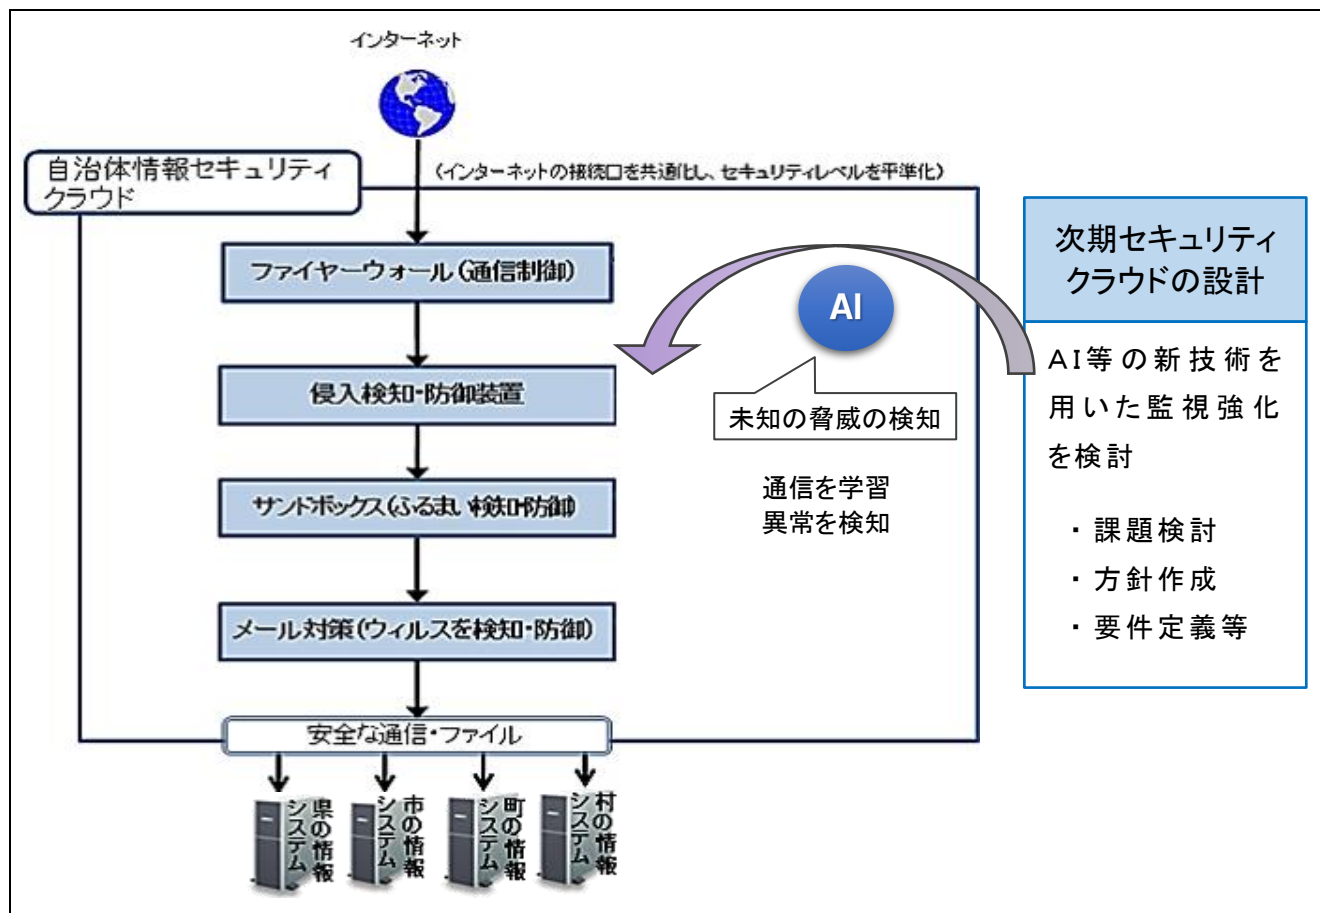 インターネット
自治体情報セキュリティ
クラウド
(インターネットの接続口を共通化し、セキュリティレベルを平準化)
ファイヤーウォール(通信制御)
侵入検知・防御装置
サンドボックス(ふるまい検知・防御)
メール対策(ウィルスを検知・防御)
安全な通信・ファイル
県の情報
システム
市の情報
システム
町の情報
システム
村の情報
システム
AI
未知の脅威の検知
通信を学習
異常を検知
次期セキュリティ
クラウドの設計
AI等の新技術を
用いた監視強化
を検討
・課題検討
・方針作成
・要件定義等